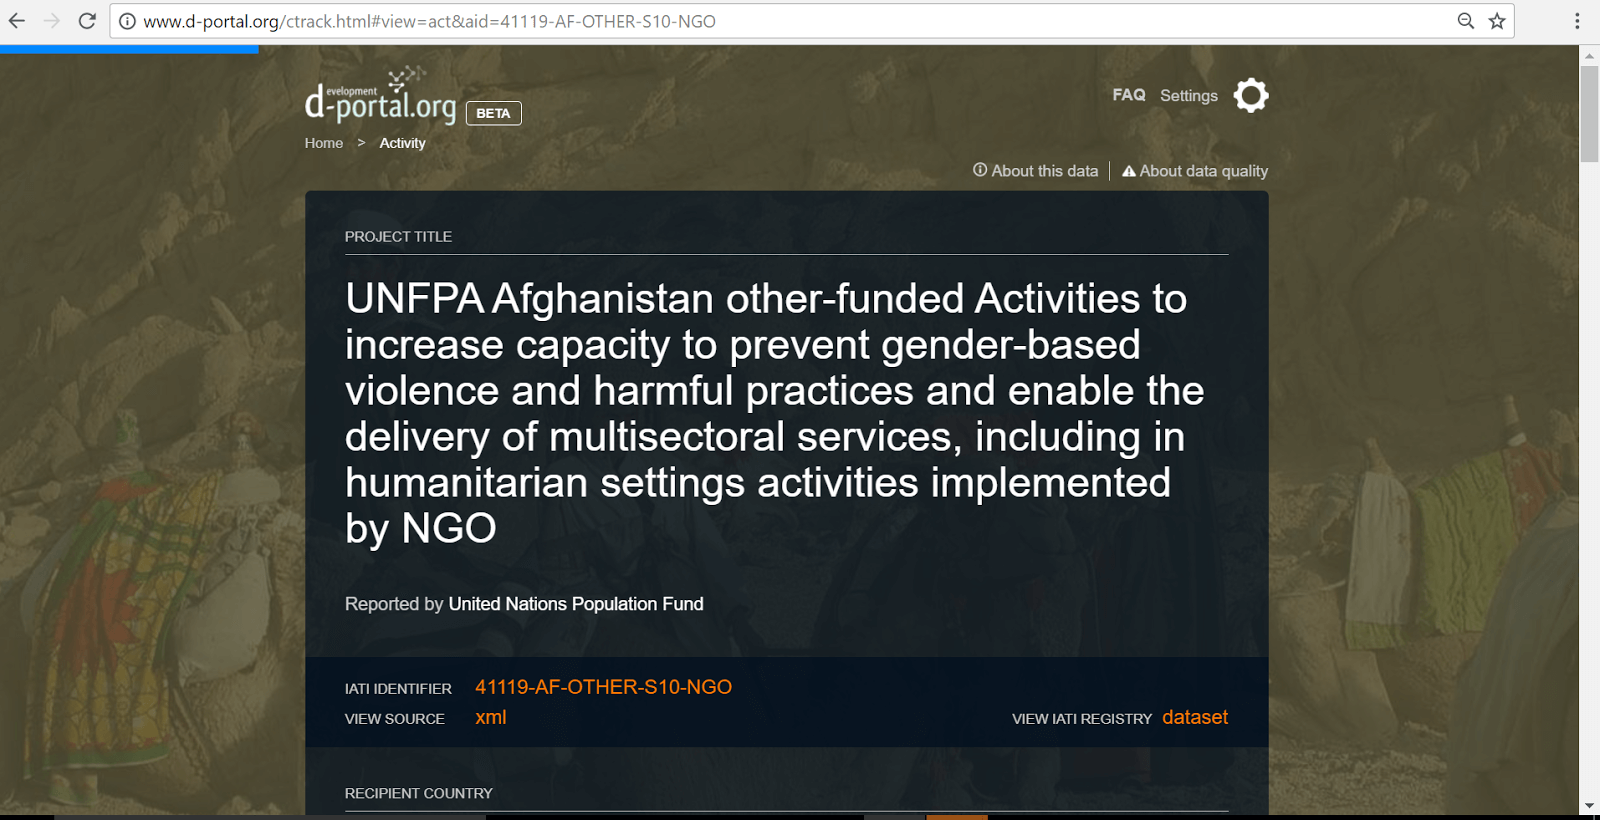 www.d-portal.org/ctrack.html#view=act&aid=41119-AF-OTHER-S10-NGO
development
d-portal.org BETA
FAQ Settings
Home > Activity
About this data | About data quality
PROJECT TITLE
UNFPA Afghanistan other-funded Activities to
increase capacity to prevent gender-based
violence and harmful practices and enable the
delivery of multisectoral services, including in
humanitarian settings activities implemented
by NGO
Reported by United Nations Population Fund
IATI IDENTIFIER 41119-AF-OTHER-S10-NGO
VIEW SOURCE xml VIEW IATI REGISTRY dataset
RECIPIENT COUNTRY